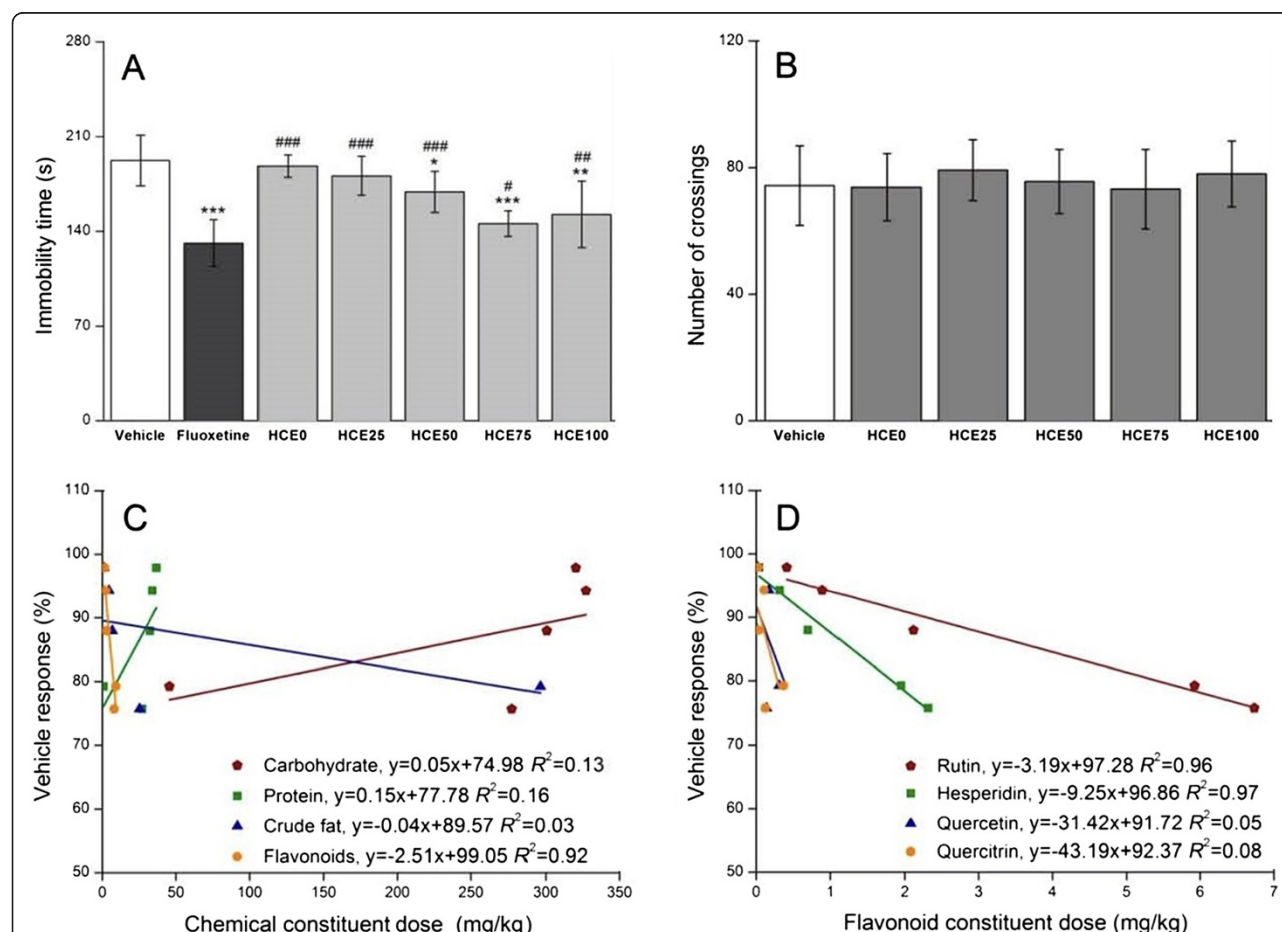 A
280
210
140
70
0
Immobility time (s)
***
###
###
###
*
#
***
##
**
Vehicle Fluoxetine HCE0 HCE25 HCE50 HCE75 HCE100
B
120
80
40
0
Number of crossings
Vehicle HCE0 HCE25 HCE50 HCE75 HCE100
C
110
100
90
80
70
60
50
Vehicle response (%)
Carbohydrate, y=0.05x+74.98 R²=0.13
Protein, y=0.15x+77.78 R²=0.16
Crude fat, y=-0.04x+89.57 R²=0.03
Flavonoids, y=-2.51x+99.05 R²=0.92
0 50 100 150 200 250 300 350
Chemical constituent dose (mg/kg)
D
110
100
90
80
70
60
50
Vehicle response (%)
Rutin, y=-3.19x+97.28 R²=0.96
Hesperidin, y=-9.25x+96.86 R²=0.97
Quercetin, y=-31.42x+91.72 R²=0.05
Quercitrin, y=-43.19x+92.37 R²=0.08
0 1 2 3 4 5 6 7
Flavonoid constituent dose (mg/kg)